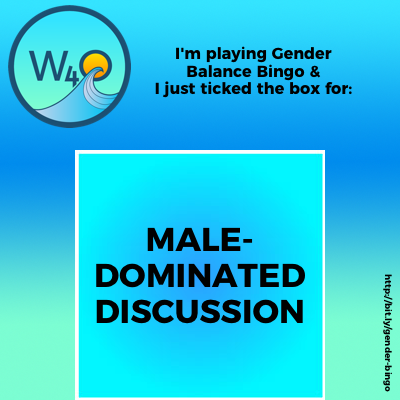 W4O
I'm playing Gender
Balance Bingo &
I just ticked the box for:
MALE-
DOMINATED
DISCUSSION
http://bit.ly/gender-bingo